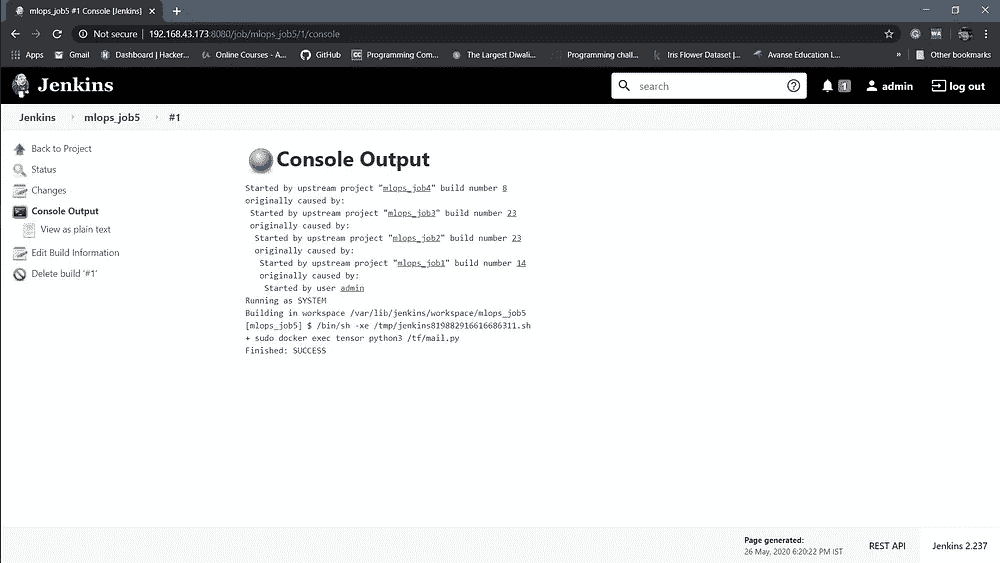 mlops_job5 #1 Console [Jenkins]
Not secure | 192.168.43.173:8080/job/mlops_job5/1/console
Apps Gmail Dashboard | Hacker... Online Courses - A... GitHub Programming Com... The Largest Diwali... Programming chall... Iris Flower Dataset |... Avanse Education L... » Other bookmarks
Jenkins search 1 admin log out
Jenkins mlops_job5 #1
Back to Project
Status
Changes
Console Output
View as plain text
Edit Build Information
Delete build '#1'
Console Output
Started by upstream project "mlops_job4" build number 8
originally caused by:
Started by upstream project "mlops_job3" build number 23
originally caused by:
Started by upstream project "mlops_job2" build number 23
originally caused by:
Started by upstream project "mlops_job1" build number 14
originally caused by:
Started by user admin
Running as SYSTEM
Building in workspace /var/lib/jenkins/workspace/mlops_job5
[mlops_job5] $ /bin/sh -xe /tmp/jenkins819882916616686311.sh
+ sudo docker exec tensor python3 /tf/mail.py
Finished: SUCCESS
Page generated:
26 May, 2020 6:20:22 PM IST
REST API
Jenkins 2.237